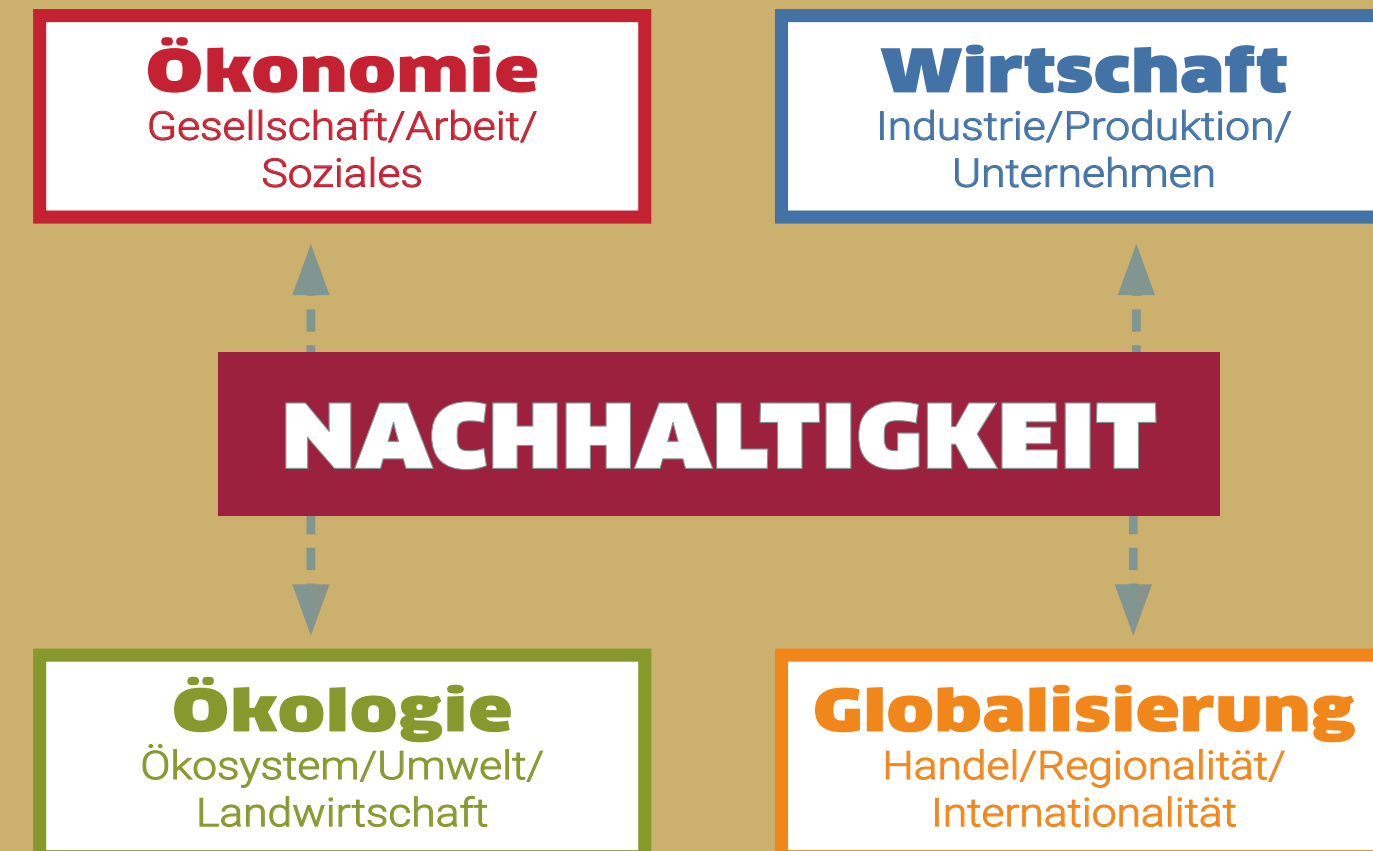 Ökonomie
Gesellschaft/Arbeit/
Soziales
Wirtschaft
Industrie/Produktion/
Unternehmen
NACHHALTIGKEIT
Ökologie
Ökosystem/Umwelt/
Landwirtschaft
Globalisierung
Handel/Regionalität/
Internationalität